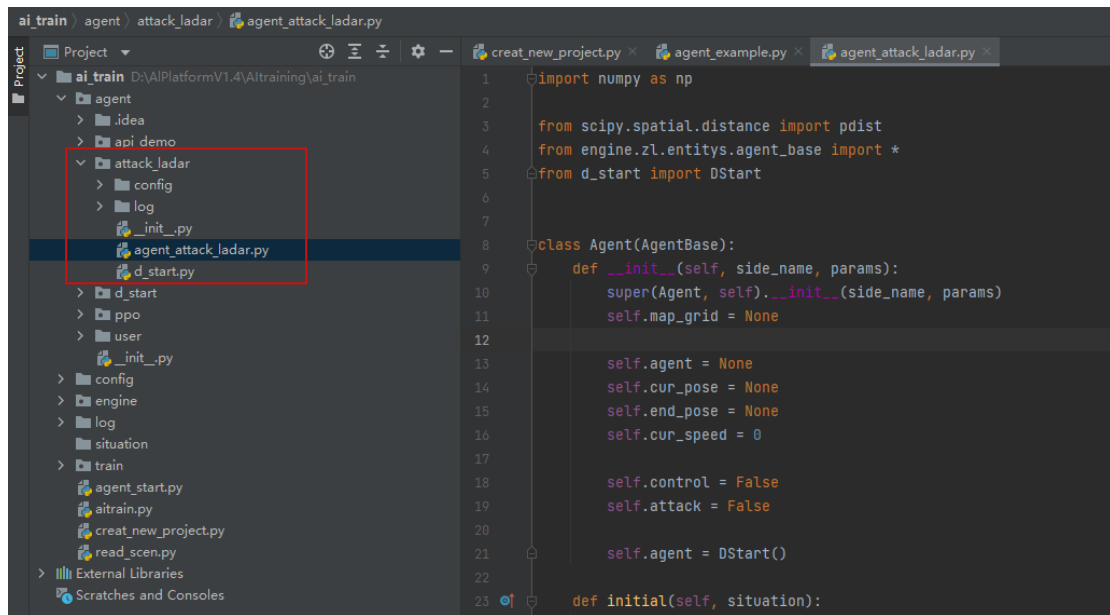 ai_train 〉 agent 〉 attack_ladar 〉 agent_attack_ladar.py
Project
Project
ai_train D:\AIPlatformV1.4\AItraining\ai_train
agent
.idea
api demo
attack_ladar
config
log
__init__.py
agent_attack_ladar.py
d_start.py
d_start
ppo
user
__init__.py
config
engine
log
situation
train
agent_start.py
aitrain.py
creat_new_project.py
read_scen.py
External Libraries
Scratches and Consoles
creat_new_project.py × agent_example.py × agent_attack_ladar.py ×
1 import numpy as np
2
3 from scipy.spatial.distance import pdist
4 from engine.zl.entitys.agent_base import *
5 from d_start import DStart
6
7
8 class Agent(AgentBase):
9 def __init__(self, side_name, params):
10 super(Agent, self).__init__(side_name, params)
11 self.map_grid = None
12
13 self.agent = None
14 self.cur_pose = None
15 self.end_pose = None
16 self.cur_speed = 0
17
18 self.control = False
19 self.attack = False
20
21 self.agent = DStart()
22
23 def initial(self, situation):